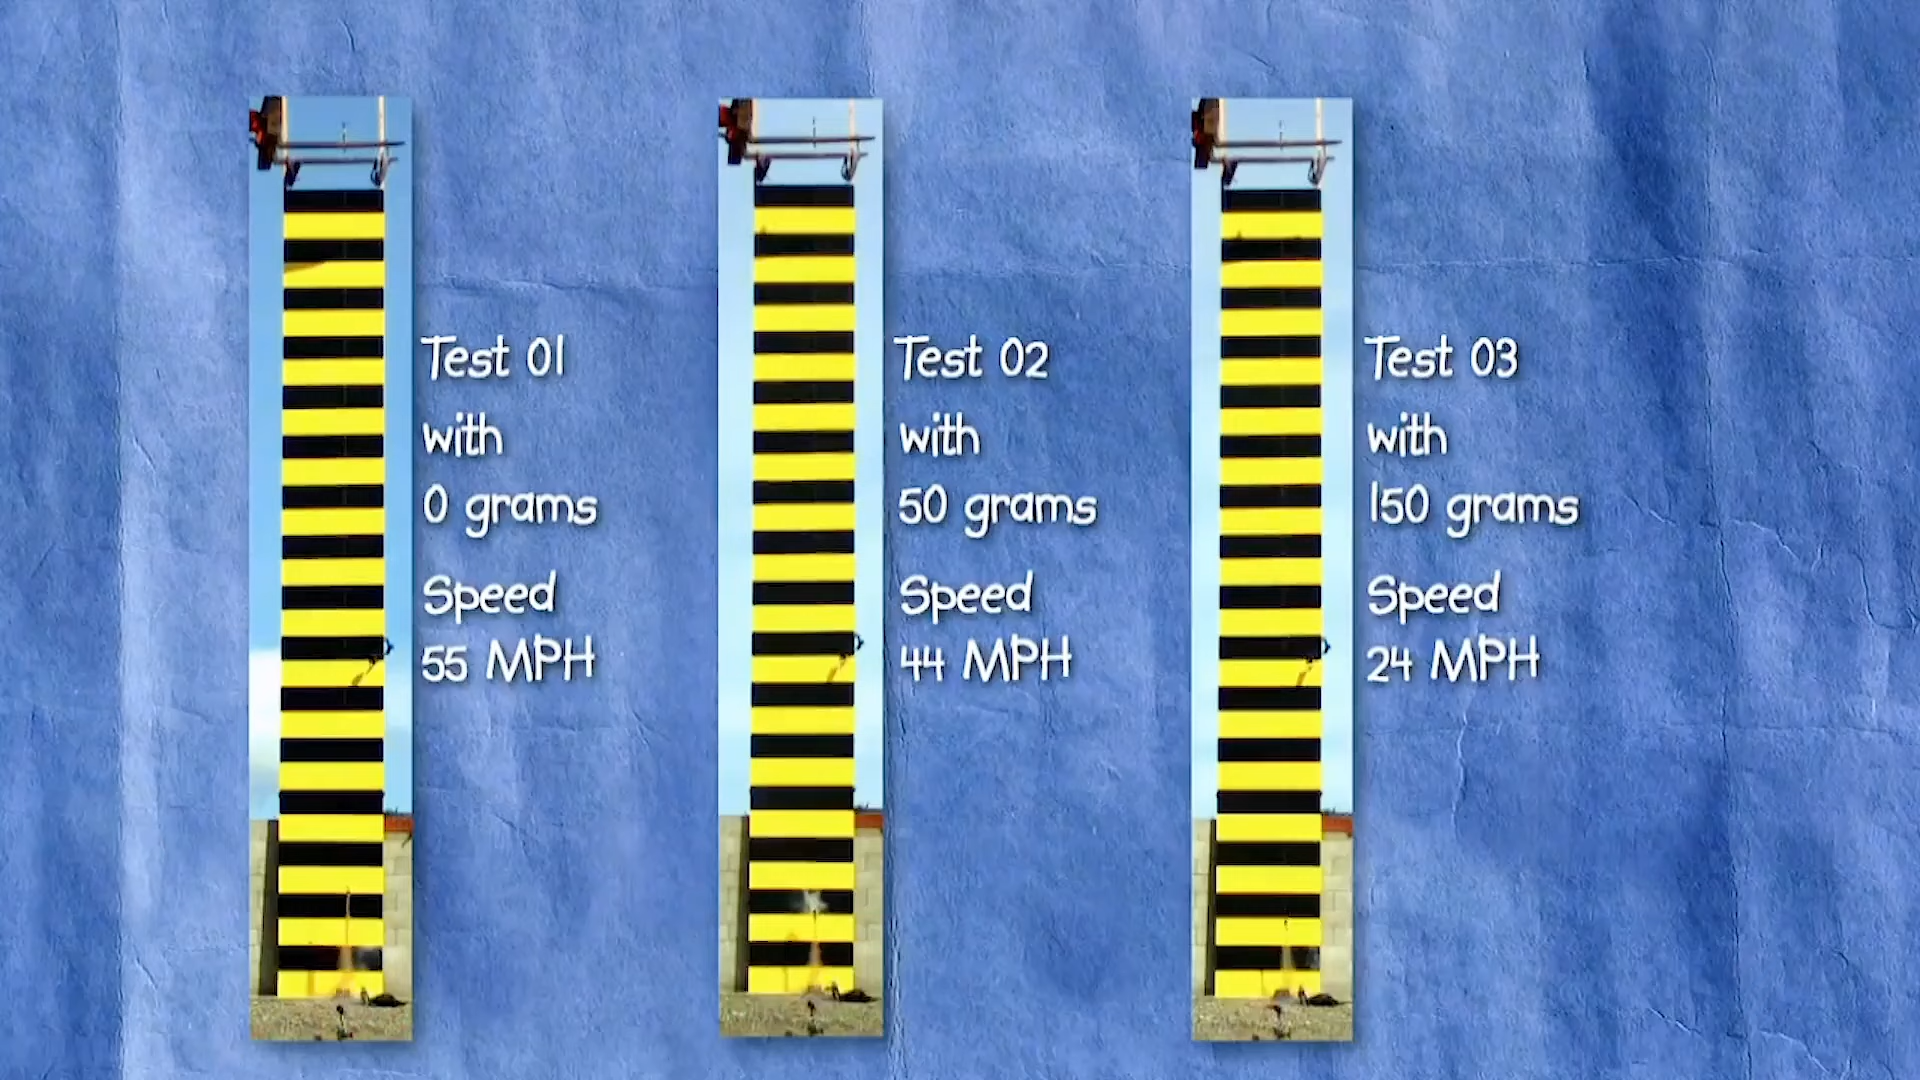 Test 01
with
0 grams
Speed
55 MPH
Test 02
with
50 grams
Speed
44 MPH
Test 03
with
150 grams
Speed
24 MPH